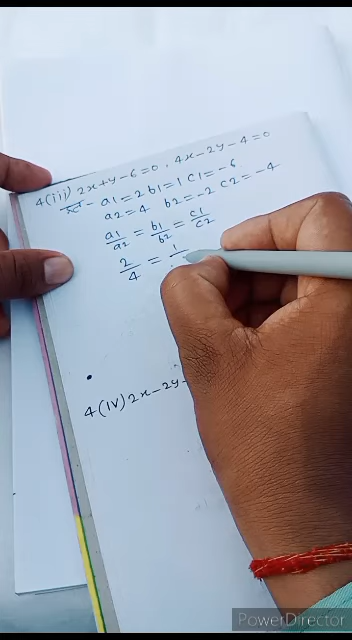 4(iii) 2x+y-6=0, 4x-2y-4=0
a1=2 b1=1 c1=-6
a2=4 b2=-2 c2=-4
a1/a2 = b1/b2 = c1/c2
2/4 = 1
4(iv) 2x-2y-
PowerDirector